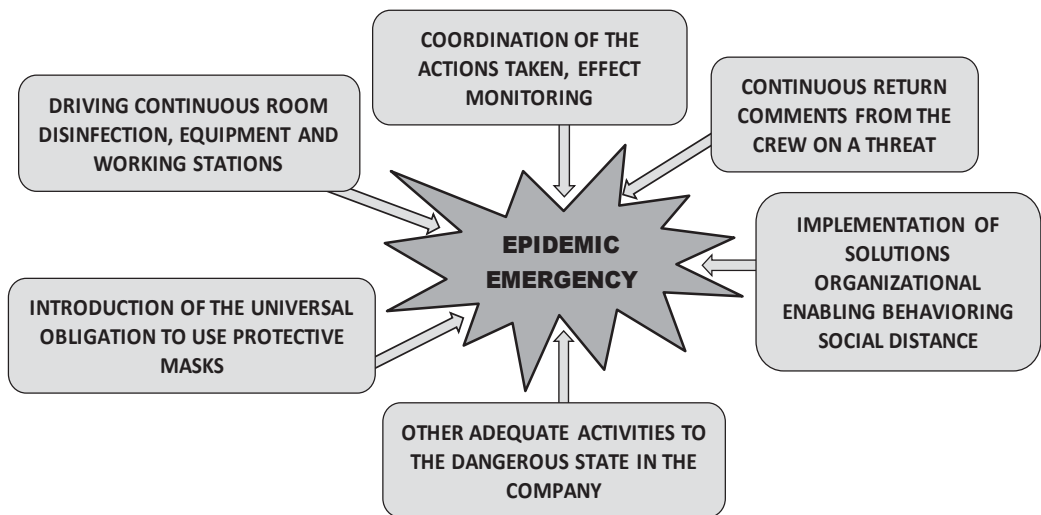 COORDINATION OF THE
ACTIONS TAKEN, EFFECT
MONITORING
CONTINUOUS RETURN
COMMENTS FROM THE
CREW ON A THREAT
DRIVING CONTINUOUS ROOM
DISINFECTION, EQUIPMENT AND
WORKING STATIONS
IMPLEMENTATION OF
SOLUTIONS
ORGANIZATIONAL
ENABLING BEHAVIORING
SOCIAL DISTANCE
EPIDEMIC
EMERGENCY
INTRODUCTION OF THE UNIVERSAL
OBLIGATION TO USE PROTECTIVE
MASKS
OTHER ADEQUATE ACTIVITIES TO
THE DANGEROUS STATE IN THE
COMPANY